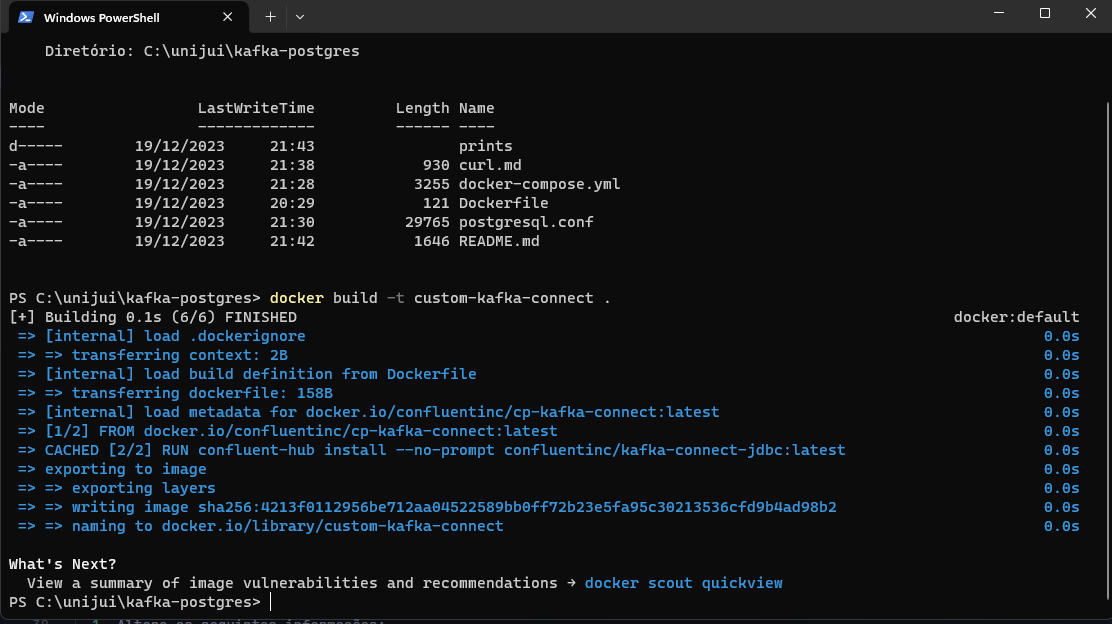 Windows PowerShell
Diretório: C:\unijui\kafka-postgres
Mode LastWriteTime Length Name
---- ------------- ------ ----
d----- 19/12/2023 21:43 prints
-a---- 19/12/2023 21:38 930 curl.md
-a---- 19/12/2023 21:28 3255 docker-compose.yml
-a---- 19/12/2023 20:29 121 Dockerfile
-a---- 19/12/2023 21:30 29765 postgresql.conf
-a---- 19/12/2023 21:42 1646 README.md
PS C:\unijui\kafka-postgres> docker build -t custom-kafka-connect .
[+] Building 0.1s (6/6) FINISHED docker:default
=> [internal] load .dockerignore 0.0s
=> => transferring context: 2B 0.0s
=> [internal] load build definition from Dockerfile 0.0s
=> => transferring dockerfile: 158B 0.0s
=> [internal] load metadata for docker.io/confluentinc/cp-kafka-connect:latest 0.0s
=> [1/2] FROM docker.io/confluentinc/cp-kafka-connect:latest 0.0s
=> CACHED [2/2] RUN confluent-hub install --no-prompt confluentinc/kafka-connect-jdbc:latest 0.0s
=> exporting to image 0.0s
=> => exporting layers 0.0s
=> => writing image sha256:4213f0112956be712aa04522589bb0ff72b23e5fa95c30213536cfd9b4ad98b2 0.0s
=> => naming to docker.io/library/custom-kafka-connect 0.0s
What's Next?
View a summary of image vulnerabilities and recommendations → docker scout quickview
PS C:\unijui\kafka-postgres>